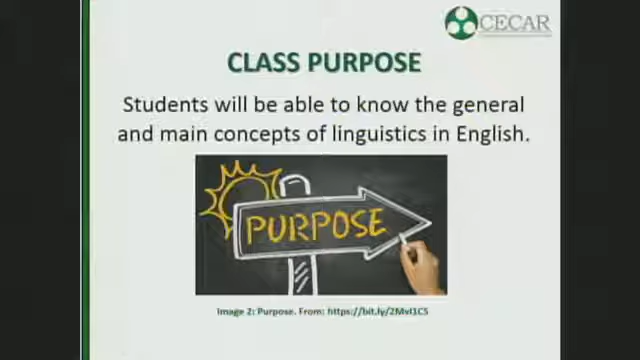 CECAR
CLASS PURPOSE
Students will be able to know the general
and main concepts of linguistics in English.
PURPOSE
Image 2: Purpose. From: https://bit.ly/2MvI1CS